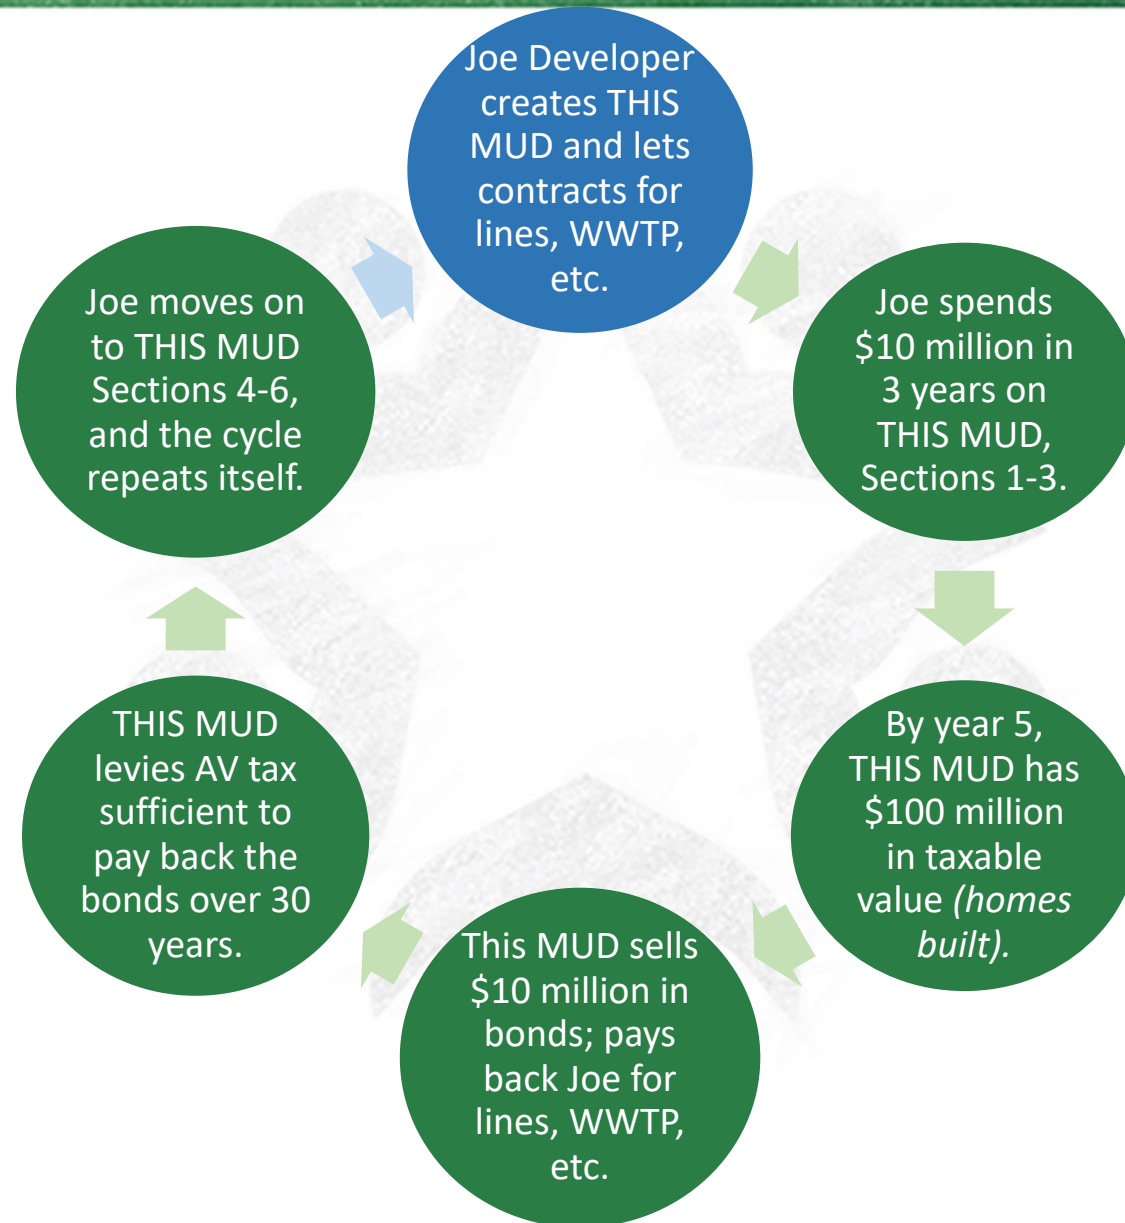 Joe Developer
creates THIS
MUD and lets
contracts for
lines, WWTP,
etc.
Joe spends
$10 million in
3 years on
THIS MUD,
Sections 1-3.
By year 5,
THIS MUD has
$100 million
in taxable
value (homes
built).
This MUD sells
$10 million in
bonds; pays
back Joe for
lines, WWTP,
etc.
THIS MUD
levies AV tax
sufficient to
pay back the
bonds over 30
years.
Joe moves on
to THIS MUD
Sections 4-6,
and the cycle
repeats itself.